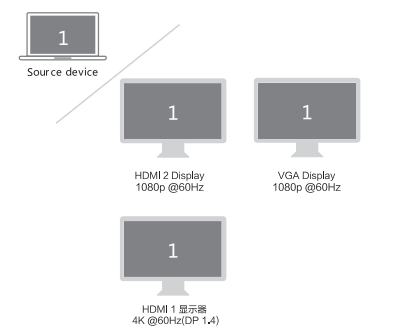 1
Source device
1
1
HDMI 2 Display
1080p @60Hz
VGA Display
1080p @60Hz
1
HDMI 1 显示器
4K @60Hz(DP 1.4)